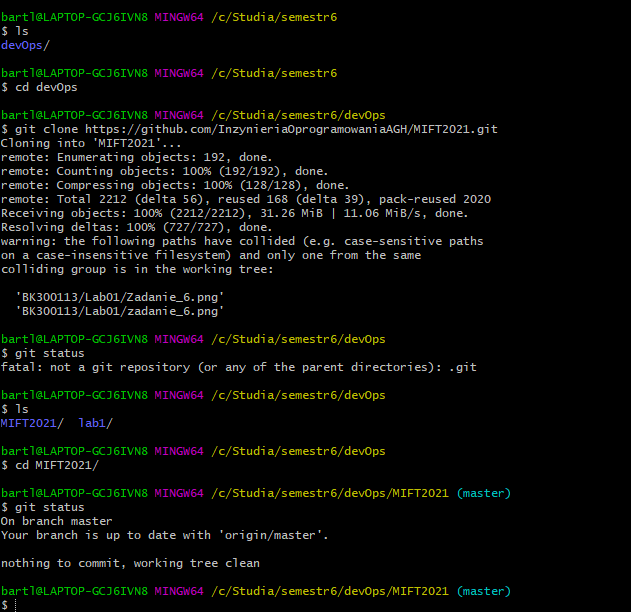 bartl@LAPTOP-GCJ6IVN8 MINGW64 /c/Studia/semestr6
$ ls
devOps/
bartl@LAPTOP-GCJ6IVN8 MINGW64 /c/Studia/semestr6
$ cd devOps
bartl@LAPTOP-GCJ6IVN8 MINGW64 /c/Studia/semestr6/devOps
$ git clone https://github.com/InzynieriaOprogramowaniaAGH/MIFT2021.git
Cloning into 'MIFT2021'...
remote: Enumerating objects: 192, done.
remote: Counting objects: 100% (192/192), done.
remote: Compressing objects: 100% (128/128), done.
remote: Total 2212 (delta 56), reused 168 (delta 39), pack-reused 2020
Receiving objects: 100% (2212/2212), 31.26 MiB | 11.06 MiB/s, done.
Resolving deltas: 100% (727/727), done.
warning: the following paths have collided (e.g. case-sensitive paths
on a case-insensitive filesystem) and only one from the same
colliding group is in the working tree:
  'BK300113/Lab01/Zadanie_6.png'
  'BK300113/Lab01/zadanie_6.png'
bartl@LAPTOP-GCJ6IVN8 MINGW64 /c/Studia/semestr6/devOps
$ git status
fatal: not a git repository (or any of the parent directories): .git
bartl@LAPTOP-GCJ6IVN8 MINGW64 /c/Studia/semestr6/devOps
$ ls
MIFT2021/  lab1/
bartl@LAPTOP-GCJ6IVN8 MINGW64 /c/Studia/semestr6/devOps
$ cd MIFT2021/
bartl@LAPTOP-GCJ6IVN8 MINGW64 /c/Studia/semestr6/devOps/MIFT2021 (master)
$ git status
On branch master
Your branch is up to date with 'origin/master'.
nothing to commit, working tree clean
bartl@LAPTOP-GCJ6IVN8 MINGW64 /c/Studia/semestr6/devOps/MIFT2021 (master)
$